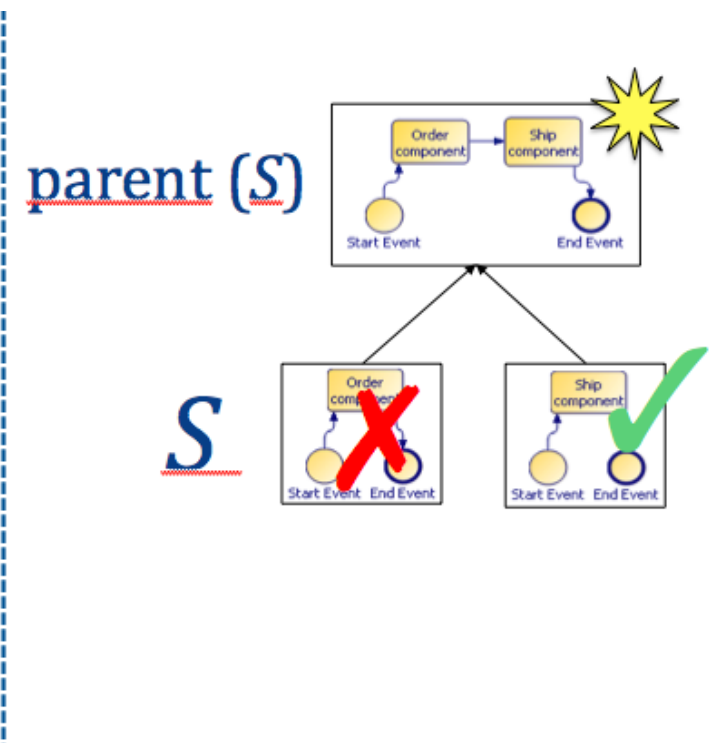 Order
component
Ship
component
parent (S)
Start Event
End Event
Order
component
Ship
component
S
Start Event
End Event
Start Event
End Event